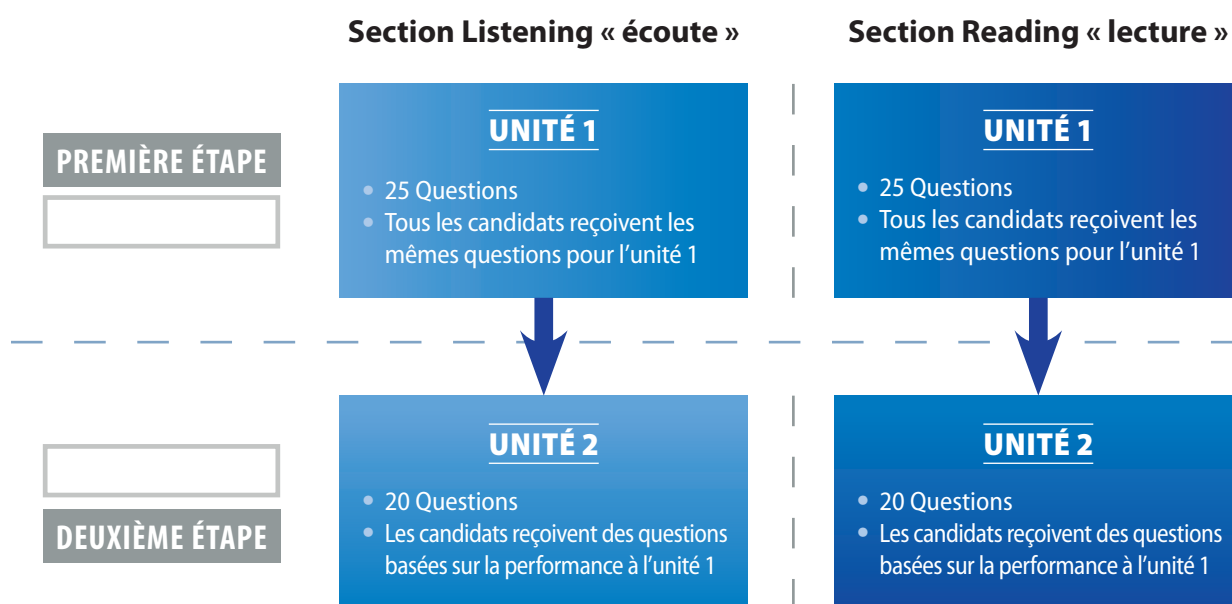 Section Listening « écoute »
Section Reading « lecture »
PREMIÈRE ÉTAPE
UNITÉ 1
• 25 Questions
• Tous les candidats reçoivent les
mêmes questions pour l’unité 1
UNITÉ 1
• 25 Questions
• Tous les candidats reçoivent les
mêmes questions pour l’unité 1
DEUXIÈME ÉTAPE
UNITÉ 2
• 20 Questions
• Les candidats reçoivent des questions
basées sur la performance à l’unité 1
UNITÉ 2
• 20 Questions
• Les candidats reçoivent des questions
basées sur la performance à l’unité 1